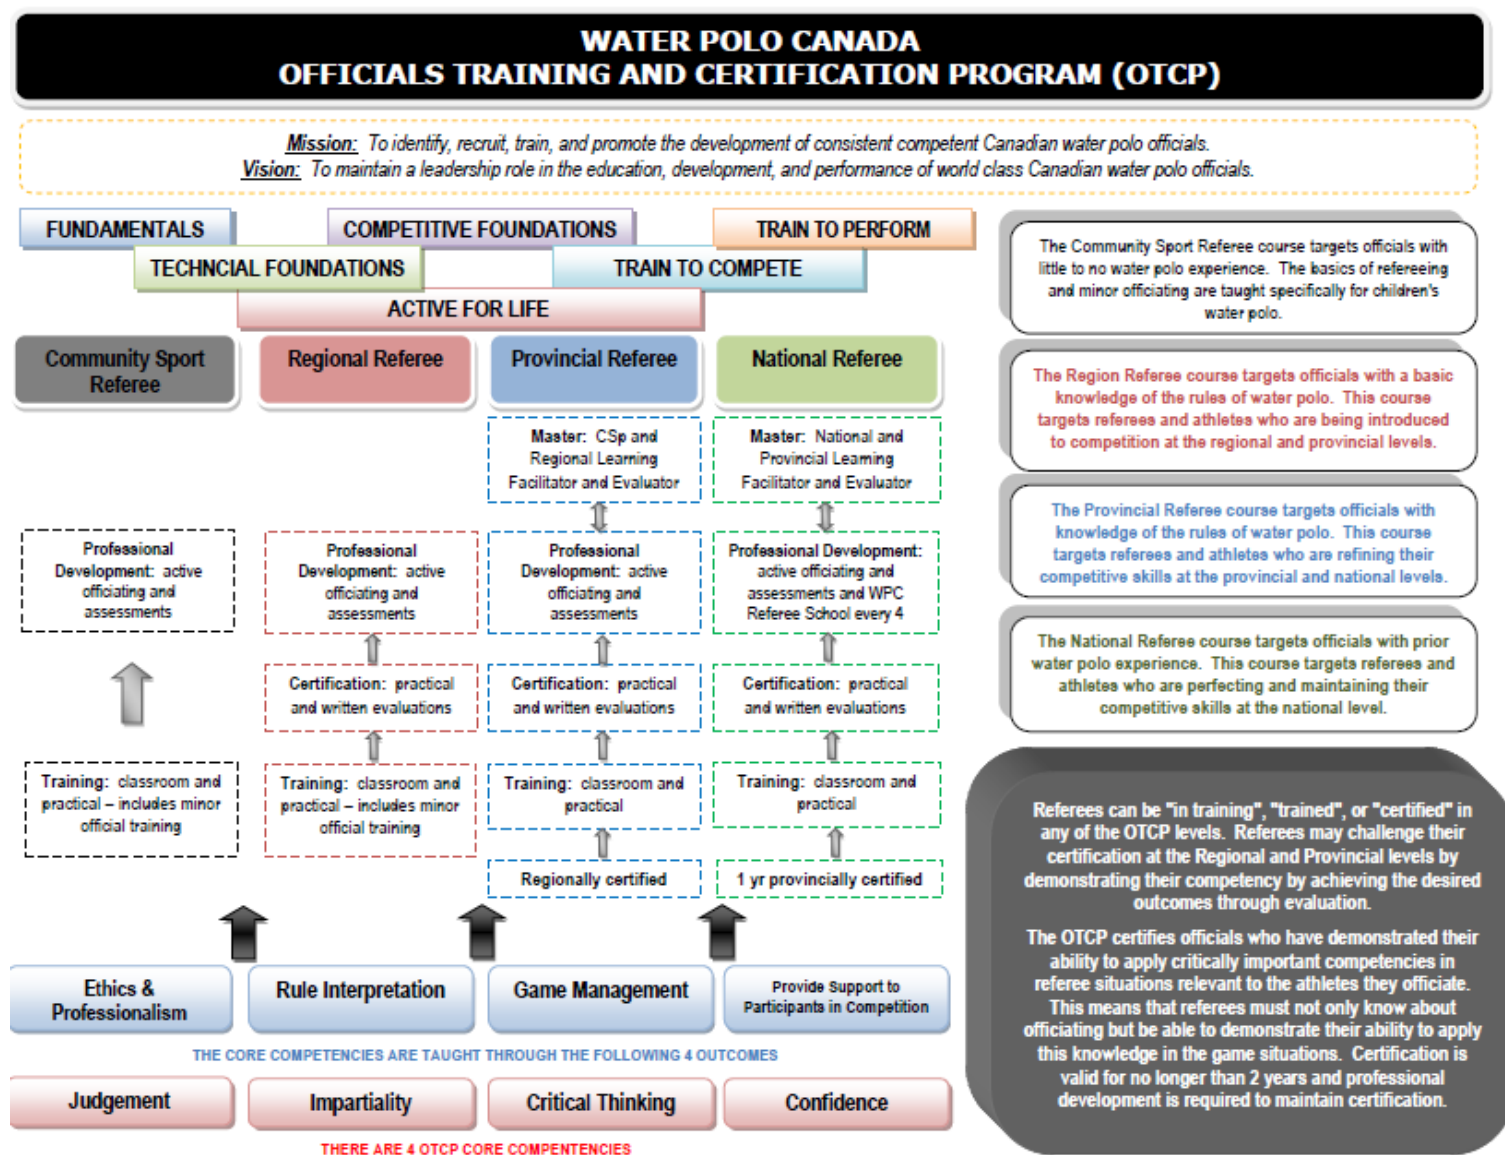 WATER POLO CANADA
OFFICIALS TRAINING AND CERTIFICATION PROGRAM (OTCP)
Mission: To identify, recruit, train, and promote the development of consistent competent Canadian water polo officials.
Vision: To maintain a leadership role in the education, development, and performance of world class Canadian water polo officials.
FUNDAMENTALS
COMPETITIVE FOUNDATIONS
TRAIN TO PERFORM
TECHNCIAL FOUNDATIONS
TRAIN TO COMPETE
ACTIVE FOR LIFE
Community Sport
Referee
Regional Referee
Provincial Referee
National Referee
Master: CSp and
Regional Learning
Facilitator and Evaluator
Master: National and
Provincial Learning
Facilitator and Evaluator
Professional
Development: active
officiating and
assessments
Professional
Development: active
officiating and
assessments
Professional
Development: active
officiating and
assessments
Professional Development:
active officiating and
assessments and WPC
Referee School every 4
Certification: practical
and written evaluations
Certification: practical
and written evaluations
Certification: practical
and written evaluations
Training: classroom and
practical – includes minor
official training
Training: classroom and
practical – includes minor
official training
Training: classroom and
practical
Training: classroom and
practical
Regionally certified
1 yr provincially certified
Ethics &
Professionalism
Rule Interpretation
Game Management
Provide Support to
Participants in Competition
THE CORE COMPETENCIES ARE TAUGHT THROUGH THE FOLLOWING 4 OUTCOMES
Judgement
Impartiality
Critical Thinking
Confidence
THERE ARE 4 OTCP CORE COMPENTENCIES
The Community Sport Referee course targets officials with
little to no water polo experience. The basics of refereeing
and minor officiating are taught specifically for children's
water polo.
The Region Referee course targets officials with a basic
knowledge of the rules of water polo. This course
targets referees and athletes who are being introduced
to competition at the regional and provincial levels.
The Provincial Referee course targets officials with
knowledge of the rules of water polo. This course
targets referees and athletes who are refining their
competitive skills at the provincial and national levels.
The National Referee course targets officials with prior
water polo experience. This course targets referees and
athletes who are perfecting and maintaining their
competitive skills at the national level.
Referees can be "in training", "trained", or "certified" in
any of the OTCP levels. Referees may challenge their
certification at the Regional and Provincial levels by
demonstrating their competency by achieving the desired
outcomes through evaluation.
The OTCP certifies officials who have demonstrated their
ability to apply critically important competencies in
referee situations relevant to the athletes they officiate.
This means that referees must not only know about
officiating but be able to demonstrate their ability to apply
this knowledge in the game situations. Certification is
valid for no longer than 2 years and professional
development is required to maintain certification.